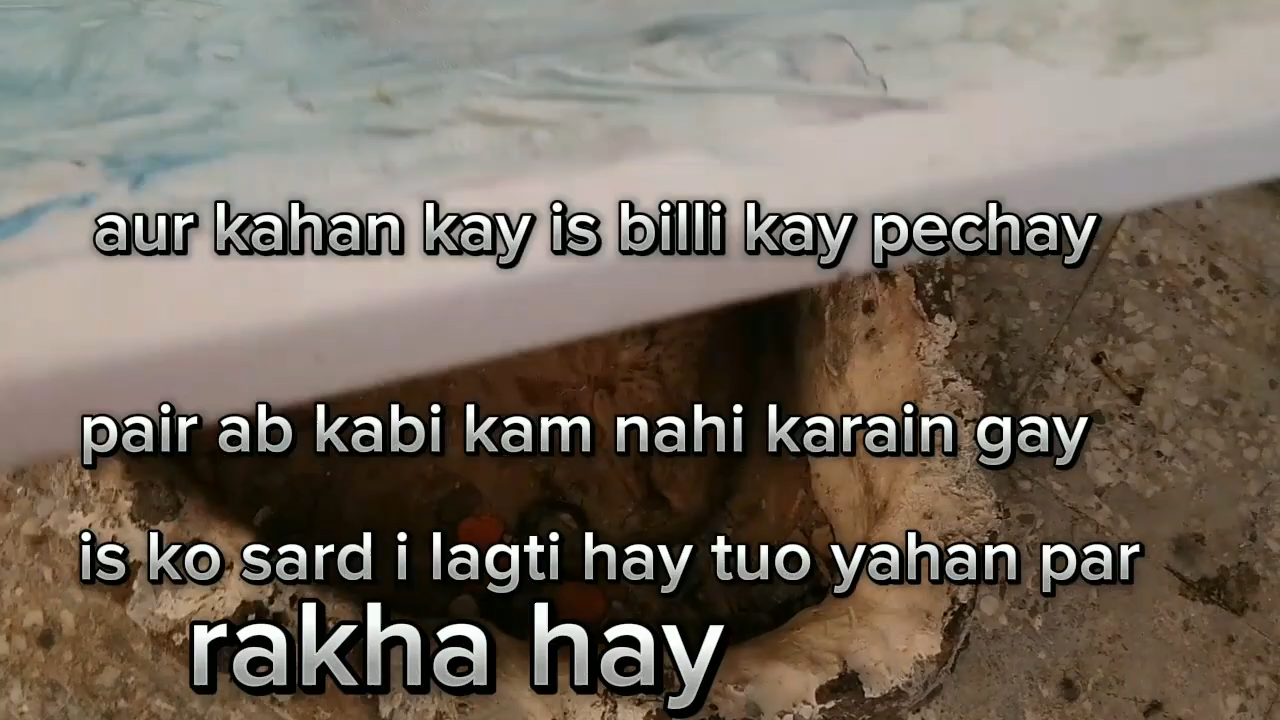 aur kahan kay is billi kay pechay
pair ab kabi kam nahi karain gay
is ko sard i lagti hay tuo yahan par
rakha hay